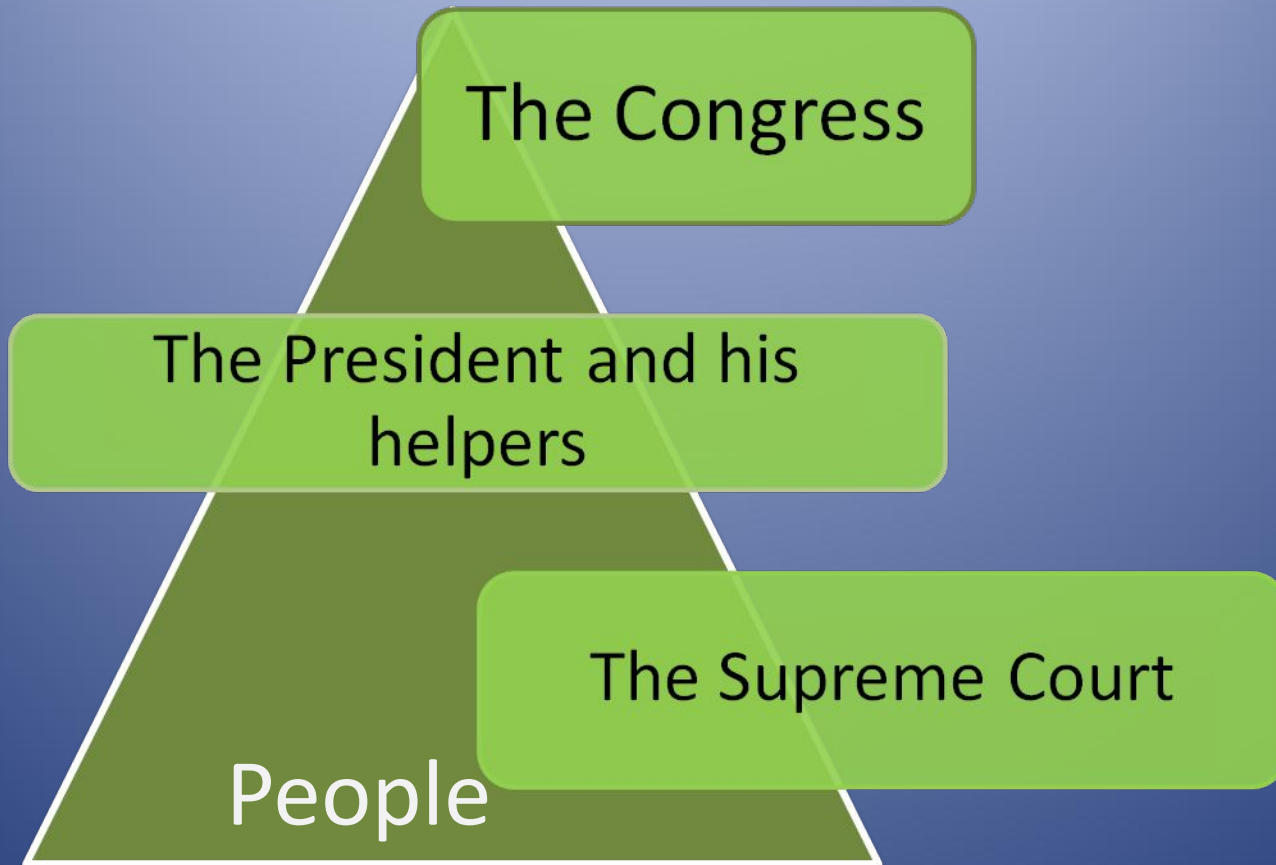 The Congress
The President and his
helpers
The Supreme Court
People